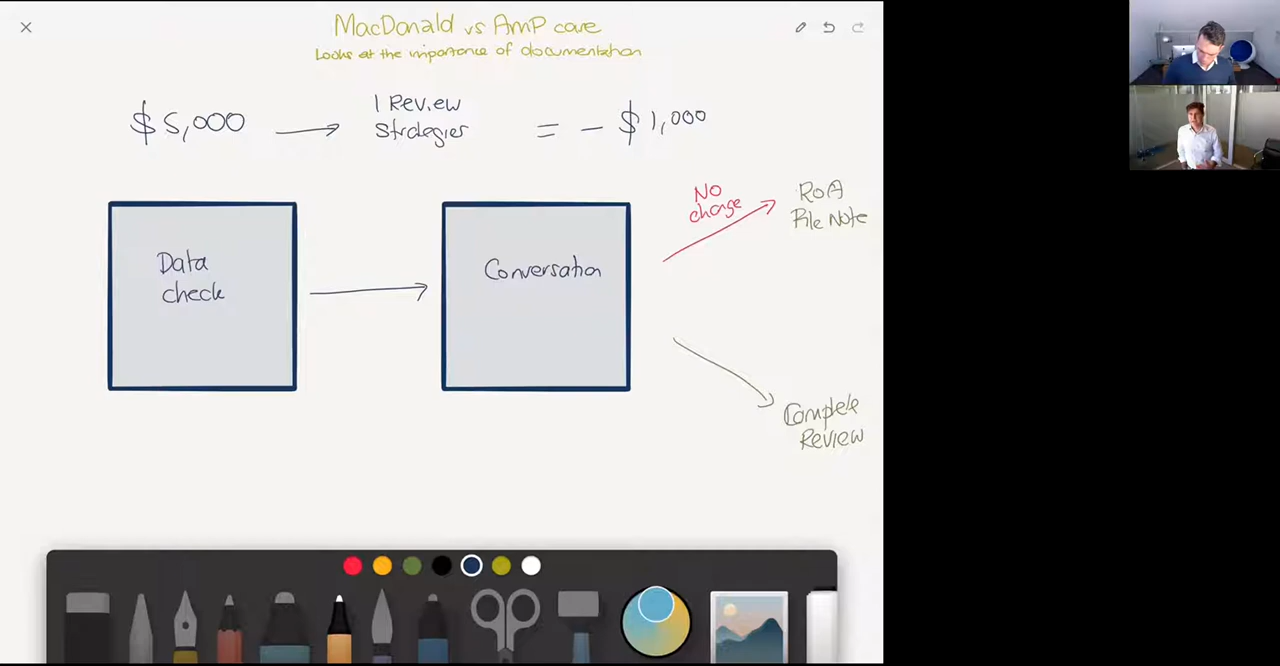 MacDonald vs AMP case
Looks at the importance of documentation
$5,000
1 Review
Strategies
= - $1,000
No
change
RoA
File Note
Data
check
Conversation
Complete
Review